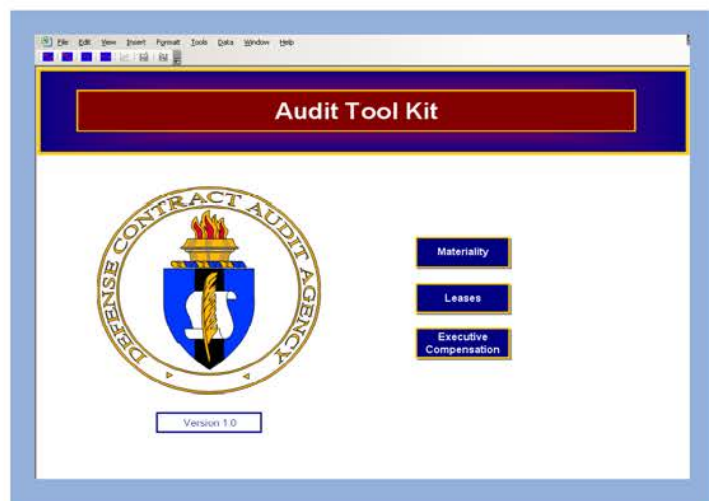 File Edit View Insert Format Tools Data Window Help
Audit Tool Kit
DEFENSE CONTRACT AUDIT AGENCY
Materiality
Leases
Executive
Compensation
Version 1.0